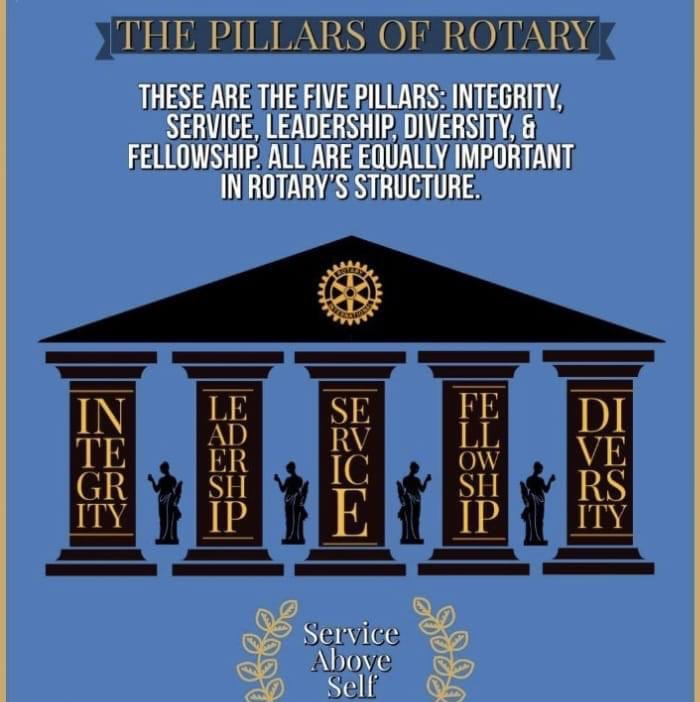 THE PILLARS OF ROTARY
THESE ARE THE FIVE PILLARS: INTEGRITY,
SERVICE, LEADERSHIP, DIVERSITY, &
FELLOWSHIP. ALL ARE EQUALLY IMPORTANT
IN ROTARY'S STRUCTURE.
ROTARY
INTERNATIONAL
IN
TE
GR
ITY
LE
AD
ER
SH
IP
SE
RV
IC
E
FE
LL
OW
SH
IP
DI
VE
RS
ITY
Service
Above
Self